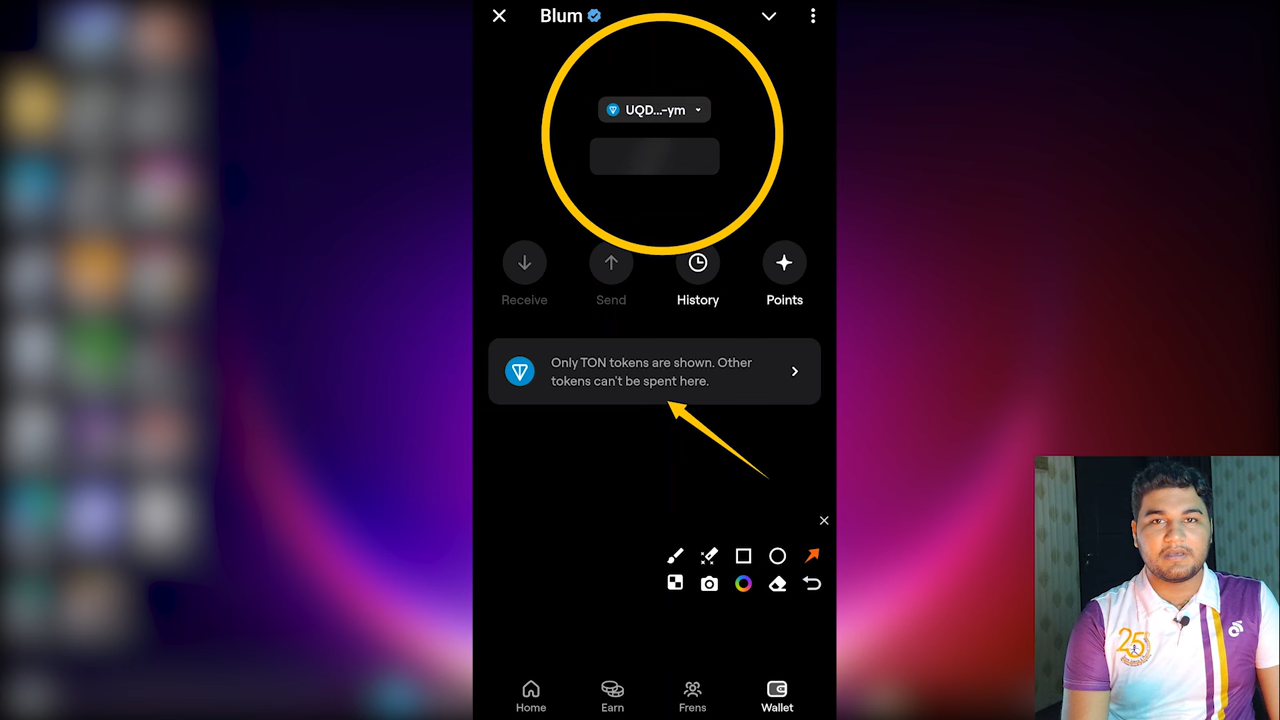 Blum
UQD...-ym
Receive
Send
History
Points
Only TON tokens are shown. Other
tokens can't be spent here.
Home
Earn
Frens
Wallet
25